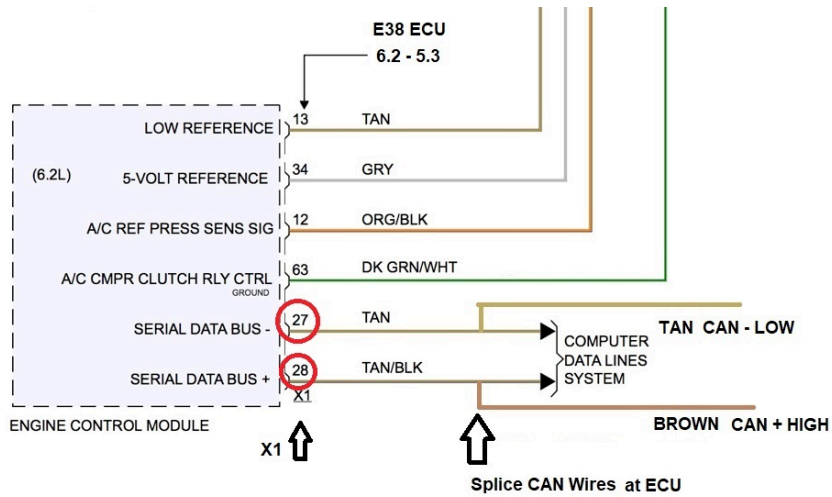 E38 ECU
6.2 - 5.3
LOW REFERENCE 13 TAN
(6.2L) 5-VOLT REFERENCE 34 GRY
A/C REF PRESS SENS SIG 12 ORG/BLK
A/C CMPR CLUTCH RLY CTRL 63 DK GRN/WHT
GROUND
SERIAL DATA BUS - 27 TAN
TAN CAN - LOW
COMPUTER
DATA LINES
SYSTEM
SERIAL DATA BUS + 28 TAN/BLK
X1
ENGINE CONTROL MODULE
BROWN CAN + HIGH
X1
Splice CAN Wires at ECU